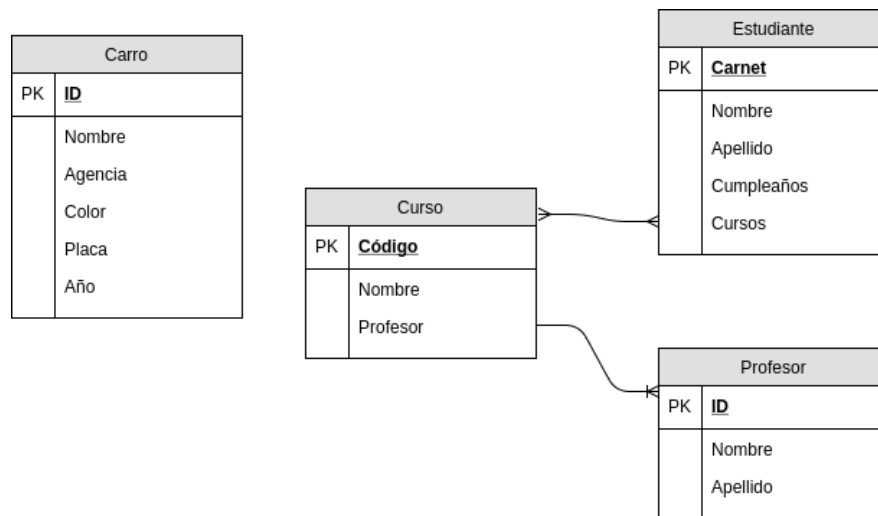 Carro
PK ID
Nombre
Agencia
Color
Placa
Año
Curso
PK Código
Nombre
Profesor
Estudiante
PK Carnet
Nombre
Apellido
Cumpleaños
Cursos
Profesor
PK ID
Nombre
Apellido